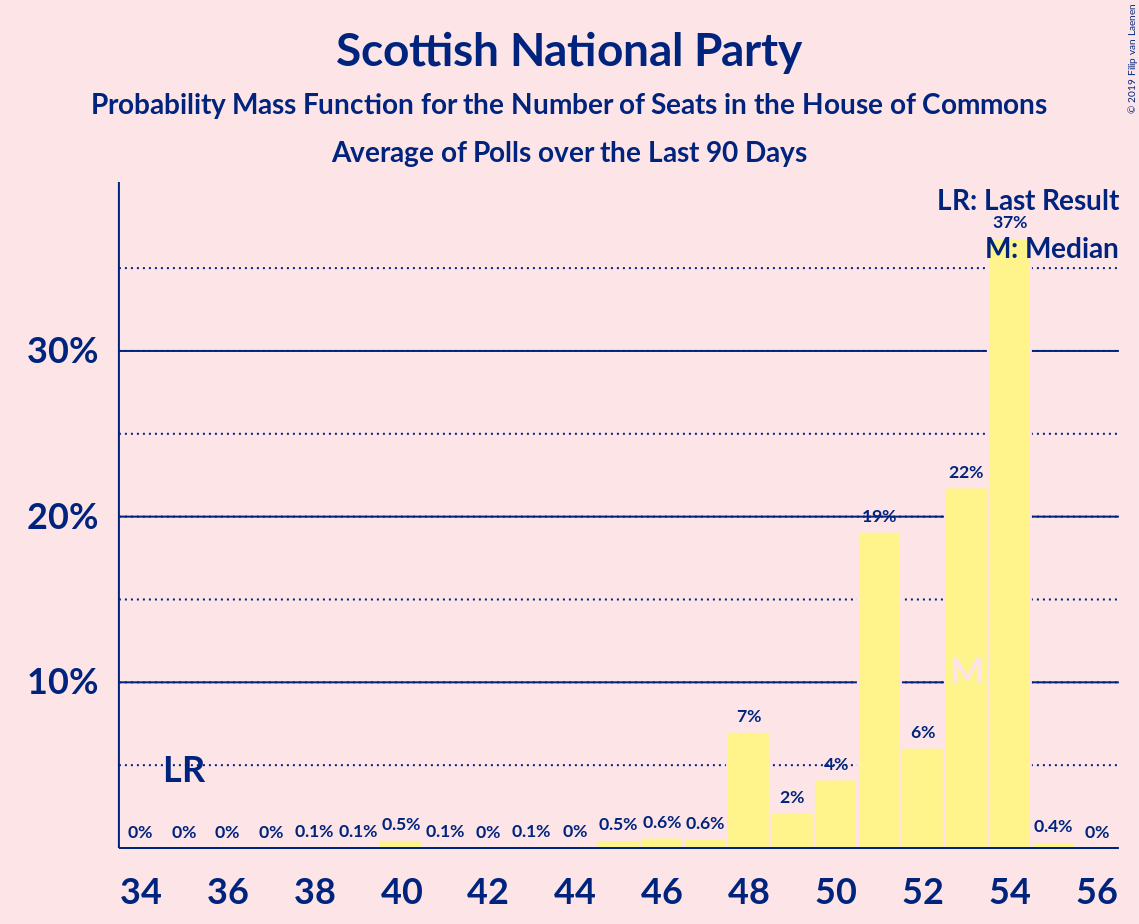 Scottish National Party
Probability Mass Function for the Number of Seats in the House of Commons
Average of Polls over the Last 90 Days
© 2019 Filip van Laenen
LR: Last Result
M: Median
30%
20%
10%
0% 0% 0% 0% 0.1% 0.1% 0.5% 0.1% 0% 0.1% 0% 0.5% 0.6% 0.6% 7% 2% 4% 19% 6% 22% 37% 0.4% 0%
LR
M
34 36 38 40 42 44 46 48 50 52 54 56